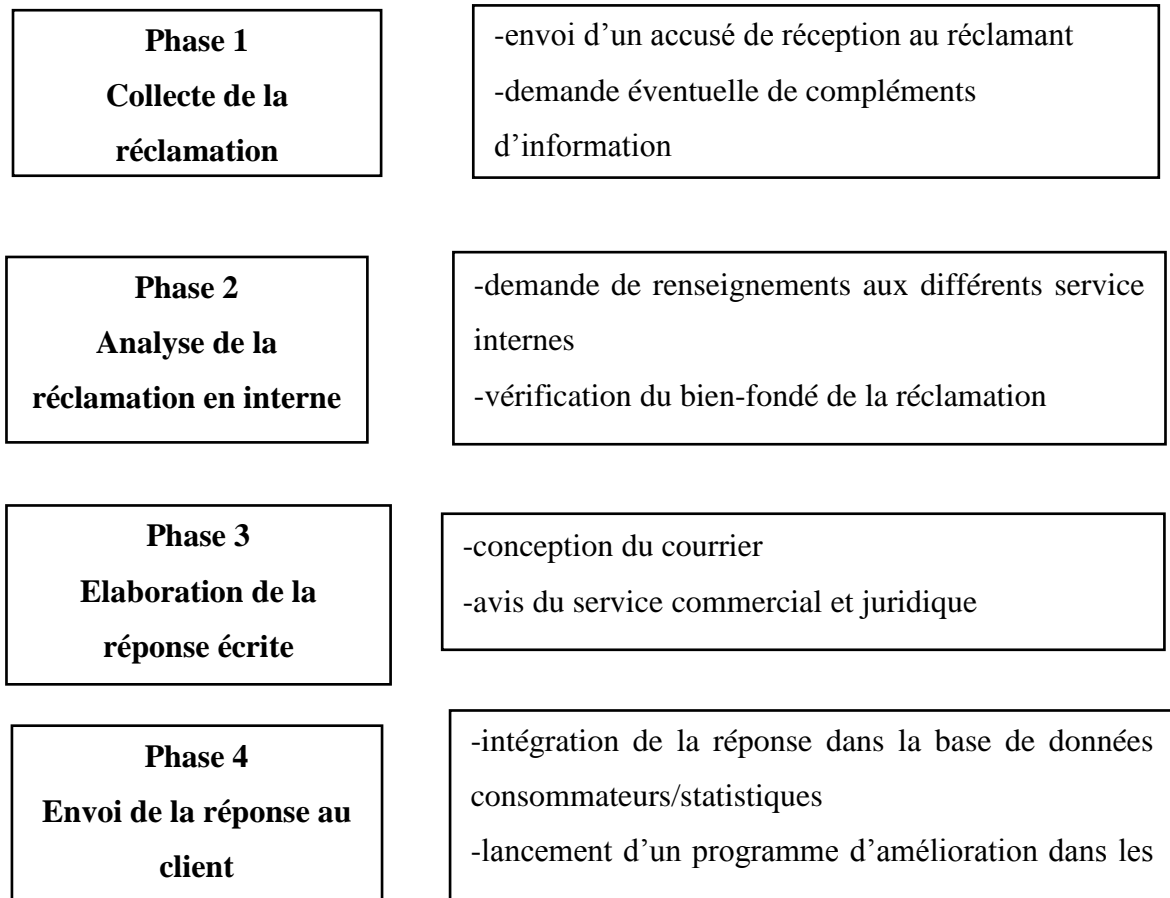 Phase 1
Collecte de la
réclamation
-envoi d’un accusé de réception au réclamant
-demande éventuelle de compléments
d’information
Phase 2
Analyse de la
réclamation en interne
-demande de renseignements aux différents service
internes
-vérification du bien-fondé de la réclamation
Phase 3
Elaboration de la
réponse écrite
-conception du courrier
-avis du service commercial et juridique
Phase 4
Envoi de la réponse au
client
-intégration de la réponse dans la base de données
consommateurs/statistiques
-lancement d’un programme d’amélioration dans les